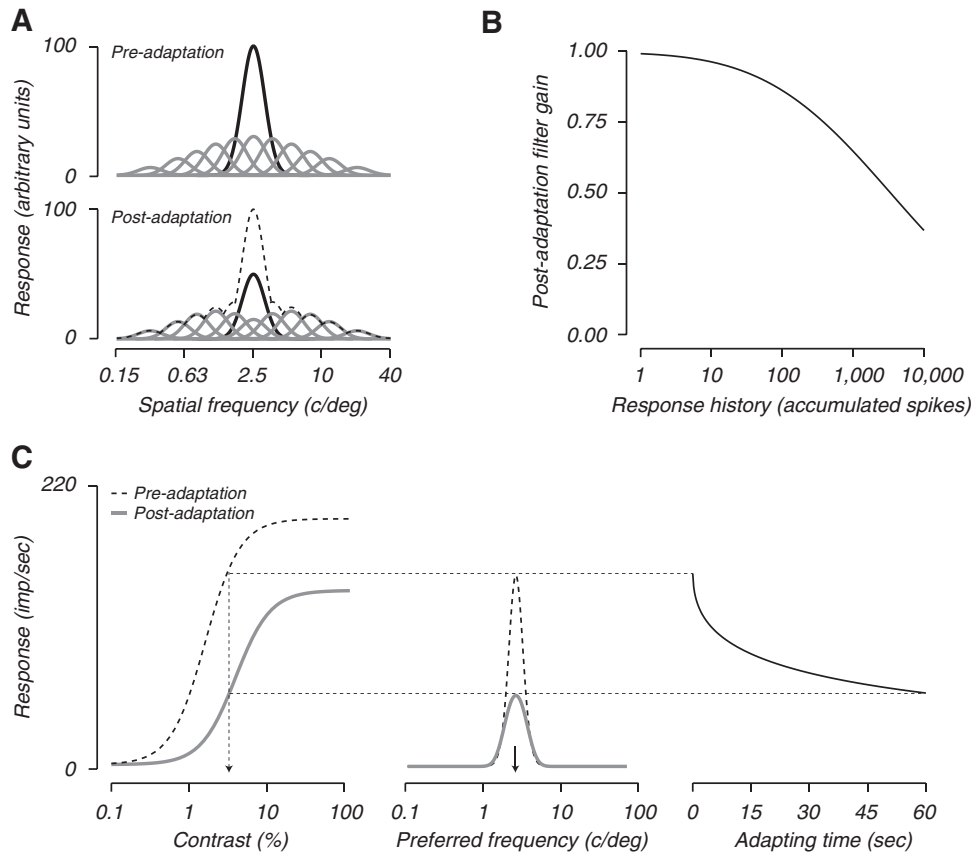 A
Response (arbitrary units)
100
0
Pre-adaptation
100
0
Post-adaptation
0.15 0.63 2.5 10 40
Spatial frequency (c/deg)
B
Post-adaptation filter gain
1.00
0.75
0.50
0.25
0.00
1 10 100 1,000 10,000
Response history (accumulated spikes)
C
Response (imp/sec)
220
0
Pre-adaptation
Post-adaptation
0.1 1 10 100
Contrast (%)
0.1 1 10 100
Preferred frequency (c/deg)
0 15 30 45 60
Adapting time (sec)